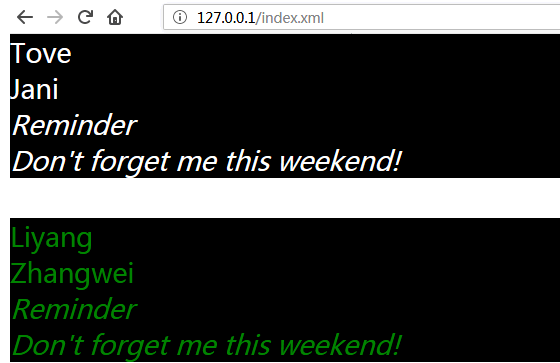 127.0.0.1/index.xml
Tove
Jani
Reminder
Don't forget me this weekend!
Liyang
Zhangwei
Reminder
Don't forget me this weekend!